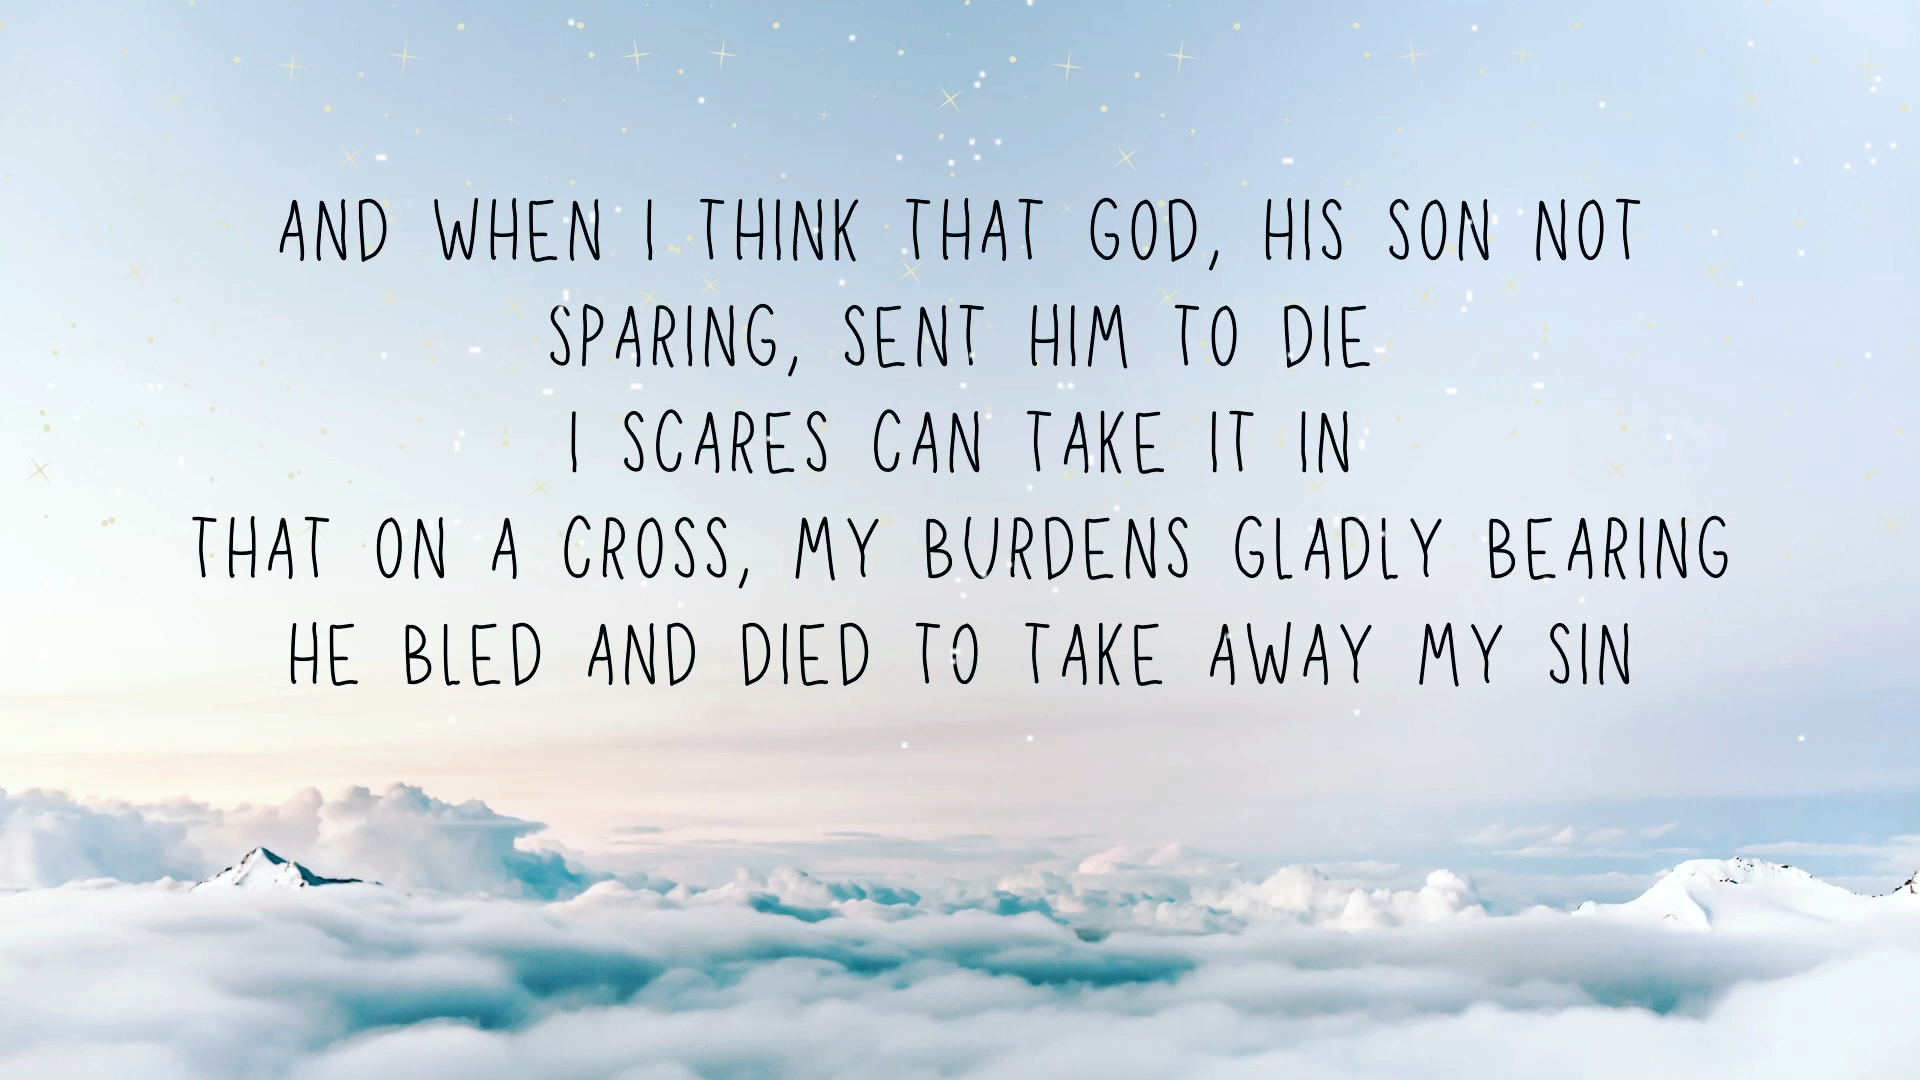 AND WHEN I THINK THAT GOD, HIS SON NOT
SPARING, SENT HIM TO DIE
I SCARES CAN TAKE IT IN
THAT ON A CROSS, MY BURDENS GLADLY BEARING
HE BLED AND DIED TO TAKE AWAY MY SIN